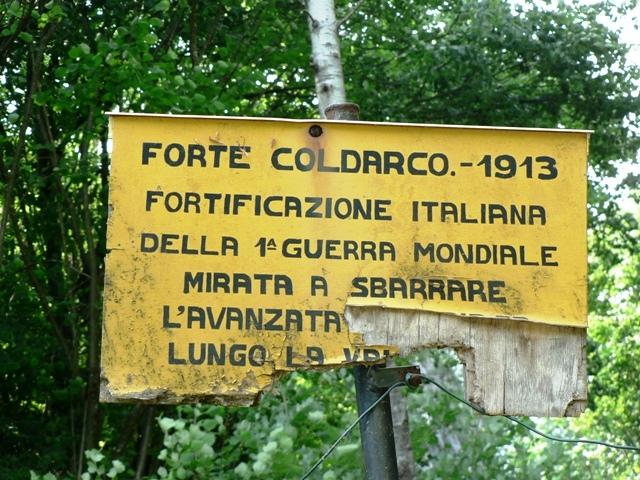 FORTE COLDARCO.-1913
FORTIFICAZIONE ITALIANA
DELLA 1ª GUERRA MONDIALE
MIRATA A SBARRARE
L'AVANZATA
LUNGO LA